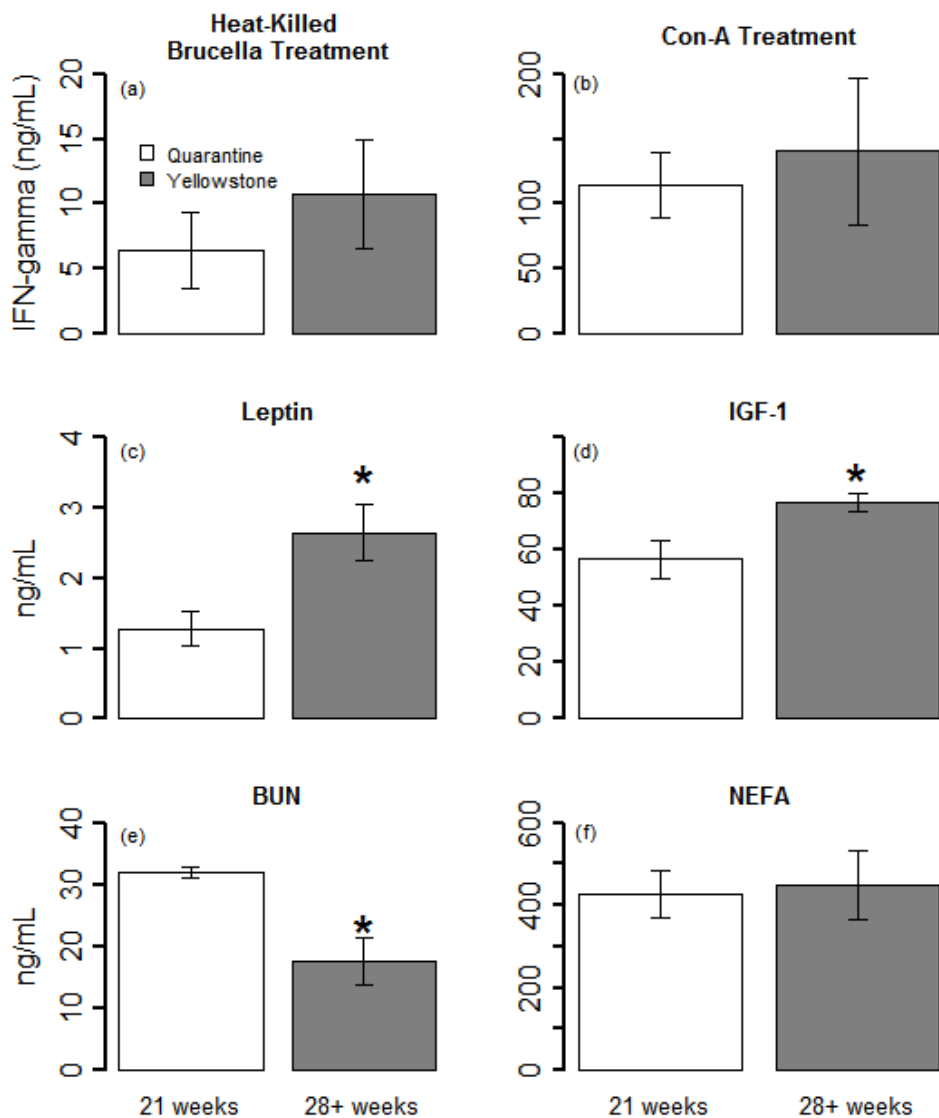 Heat-Killed
Brucella Treatment
(a)
IFN-gamma (ng/mL)
20
15
10
5
0
Quarantine
Yellowstone
Con-A Treatment
(b)
200
100
50
0
Leptin
(c)
ng/mL
4
3
2
1
0
*
IGF-1
(d)
80
60
40
20
0
*
BUN
(e)
ng/mL
40
30
20
10
0
*
21 weeks
28+ weeks
NEFA
(f)
600
400
200
0
21 weeks
28+ weeks